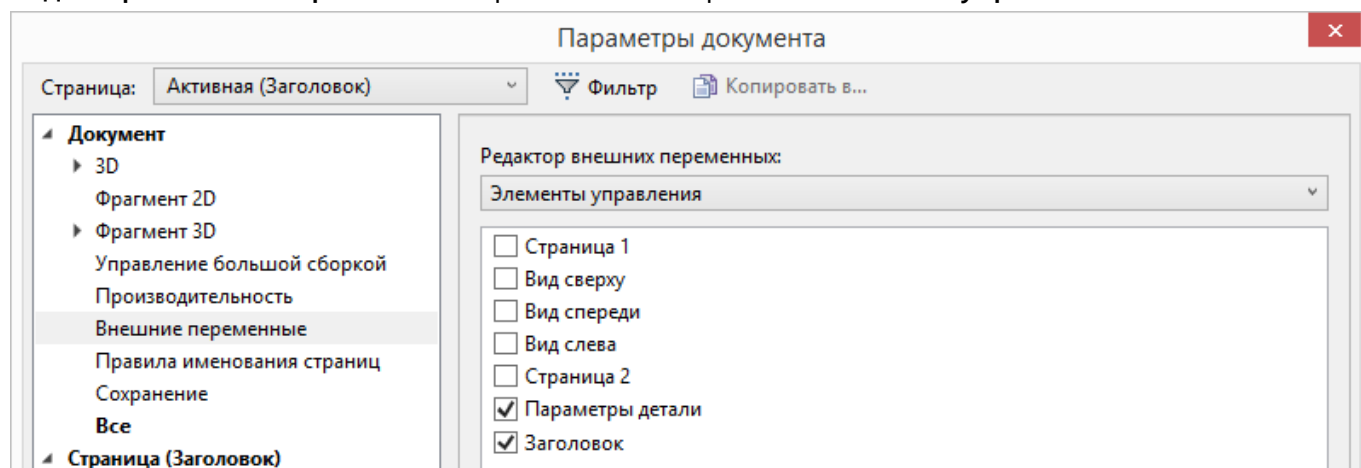 Параметры документа
Страница: Активная (Заголовок) Фильтр Копировать в...
Документ
3D
Фрагмент 2D
Фрагмент 3D
Управление большой сборкой
Производительность
Внешние переменные
Правила именования страниц
Сохранение
Все
Страница (Заголовок)
Редактор внешних переменных:
Элементы управления
Страница 1
Вид сверху
Вид спереди
Вид слева
Страница 2
Параметры детали
Заголовок